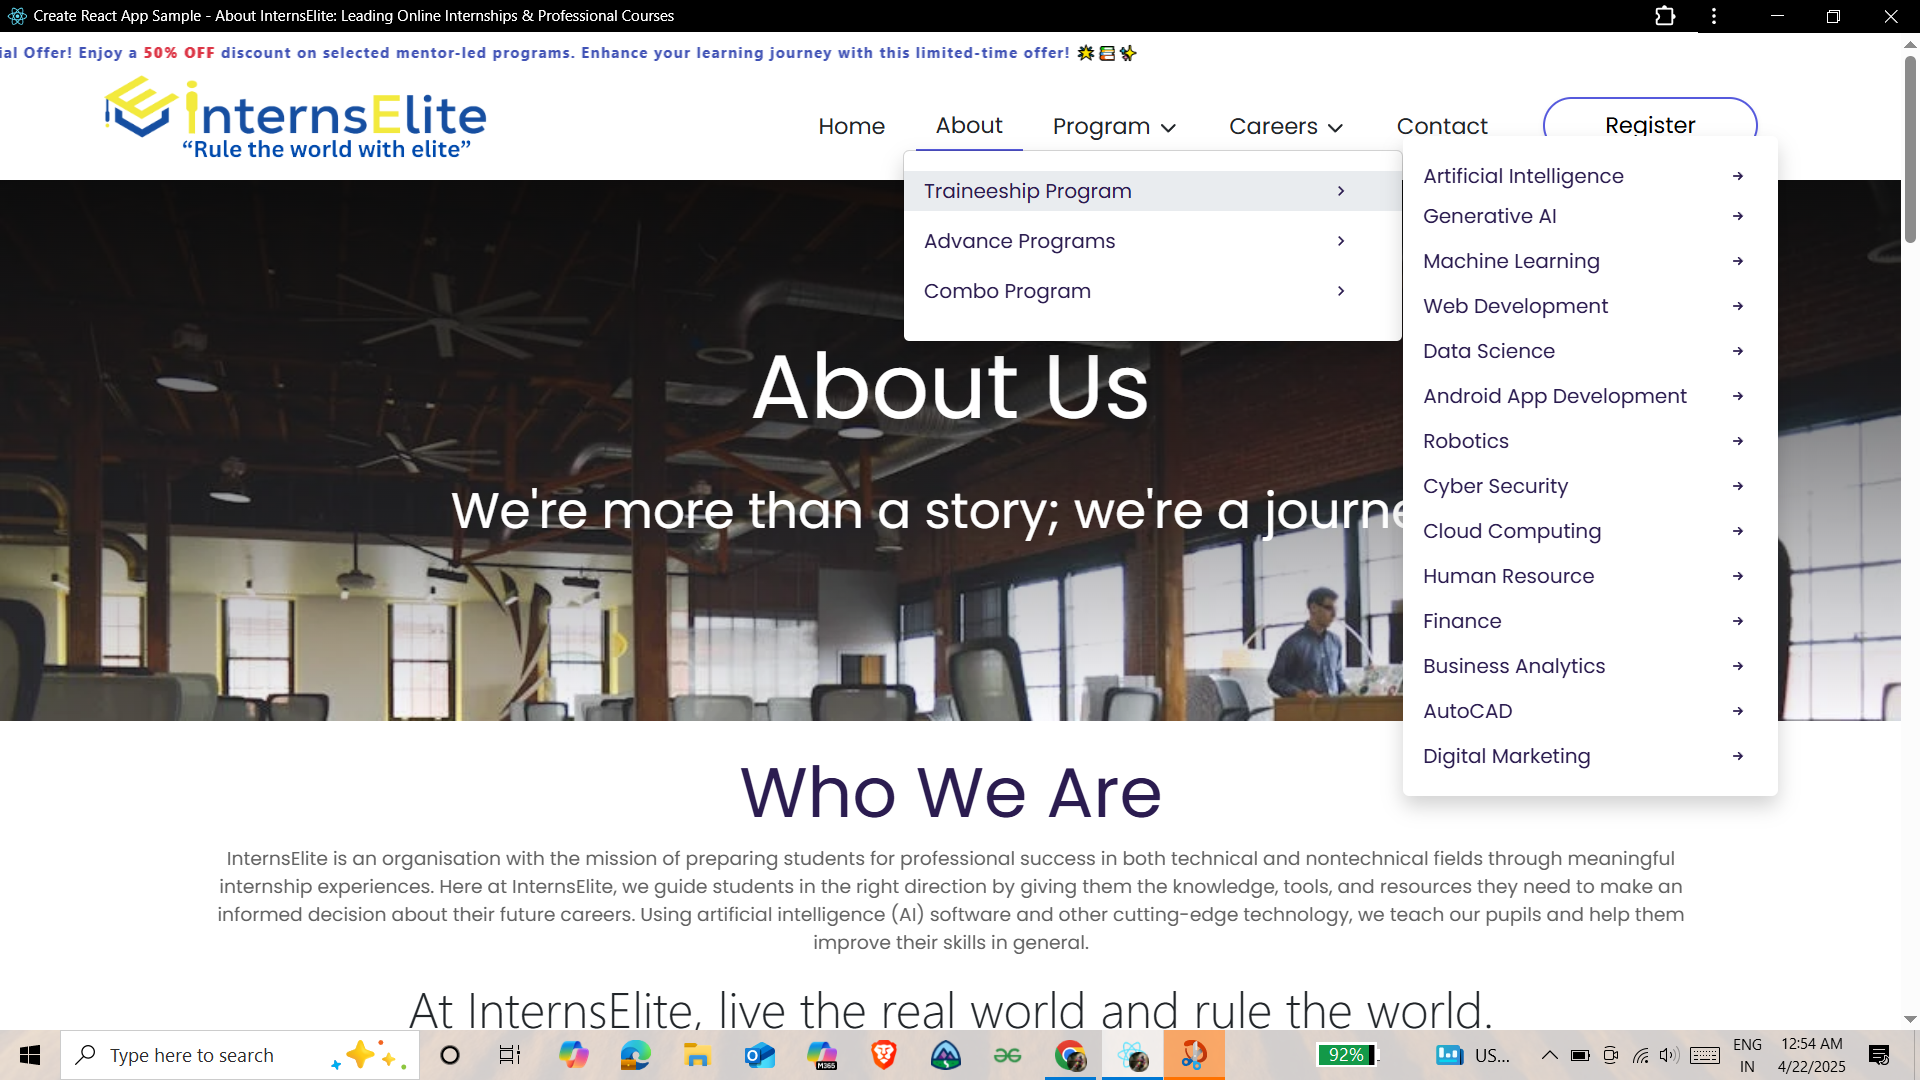 Create React App Sample - About InternsElite: Leading Online Internships & Professional Courses
ial Offer! Enjoy a 50% OFF discount on selected mentor-led programs. Enhance your learning journey with this limited-time offer!
InternsElite
“Rule the world with elite”
Home About Program Careers Contact Register
Traineeship Program
Advance Programs
Combo Program
Artificial Intelligence
Generative AI
Machine Learning
Web Development
Data Science
Android App Development
Robotics
Cyber Security
Cloud Computing
Human Resource
Finance
Business Analytics
AutoCAD
Digital Marketing
About Us
We're more than a story; we're a journe
Who We Are
InternsElite is an organisation with the mission of preparing students for professional success in both technical and nontechnical fields through meaningful
internship experiences. Here at InternsElite, we guide students in the right direction by giving them the knowledge, tools, and resources they need to make an
informed decision about their future careers. Using artificial intelligence (AI) software and other cutting-edge technology, we teach our pupils and help them
improve their skills in general.
At InternsElite, live the real world and rule the world.
Type here to search
M365
92%
US...
ENG
IN
12:54 AM
4/22/2025